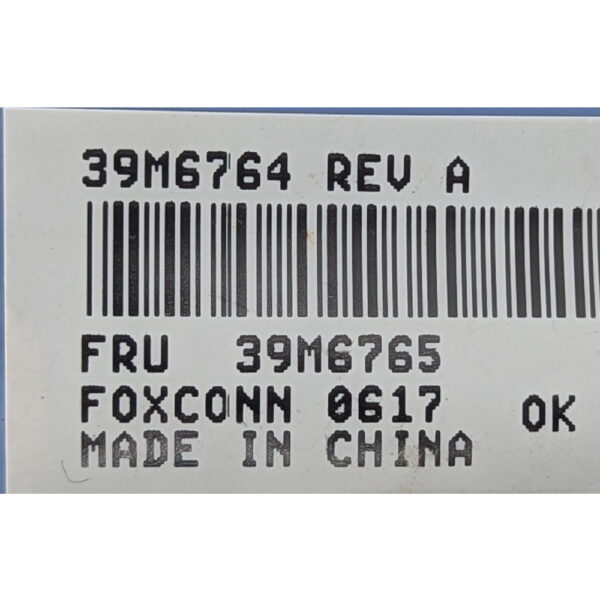 39M6764 REV A
FRU 39M6765
FOXCONN 0617 OK
MADE IN CHINA